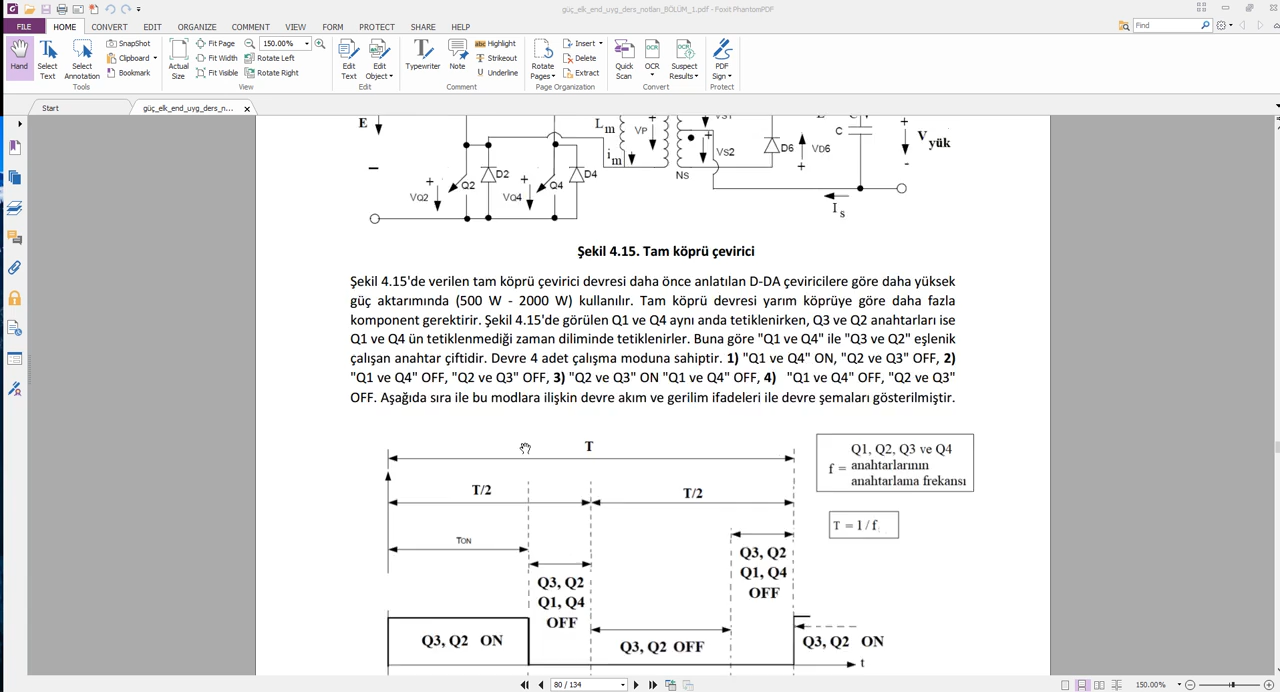 güç_elk_end_uyg_ders_notları_BÖLÜM_1.pdf - Foxit PhantomPDF
FILE HOME CONVERT EDIT ORGANIZE COMMENT VIEW FORM PROTECT SHARE HELP
Find
Hand
Select Text
Select Annotation
SnapShot
Clipboard
Bookmark
Tools
Actual Size
Fit Page
Fit Width
Fit Visible
150.00%
Rotate Left
Rotate Right
View
Edit Text
Edit Object
Edit
Typewriter
Note
Highlight
Strikeout
Underline
Comment
Rotate Pages
Insert
Delete
Extract
Page Organization
Quick Scan
OCR
Suspect Results
Convert
PDF Sign
Protect
Start
güç_elk_end_uyg_ders_n...
E
Lm
im
VP
VS1
VS2
NS
D6
VD6
C
+
Vyük
-
Is
VQ2
Q2
D2
VQ4
Q4
D4
Şekil 4.15. Tam köprü çevirici
Şekil 4.15'de verilen tam köprü çevirici devresi daha önce anlatılan D-DA çeviricilere göre daha yüksek
güç aktarımında (500 W - 2000 W) kullanılır. Tam köprü devresi yarım köprüye göre daha fazla
komponent gerektirir. Şekil 4.15'de görülen Q1 ve Q4 aynı anda tetiklenirken, Q3 ve Q2 anahtarları ise
Q1 ve Q4 ün tetiklenmediği zaman diliminde tetiklenirler. Buna göre "Q1 ve Q4" ile "Q3 ve Q2" eşlenik
çalışan anahtar çiftidir. Devre 4 adet çalışma moduna sahiptir. 1) "Q1 ve Q4" ON, "Q2 ve Q3" OFF, 2)
"Q1 ve Q4" OFF, "Q2 ve Q3" OFF, 3) "Q2 ve Q3" ON "Q1 ve Q4" OFF, 4) "Q1 ve Q4" OFF, "Q2 ve Q3"
OFF. Aşağıda sıra ile bu modlara ilişkin devre akım ve gerilim ifadeleri ile devre şemaları gösterilmiştir.
T
T/2
T/2
TON
f = Q1, Q2, Q3 ve Q4
anahtarlarının
anahtarlama frekansı
T = 1 / f
Q3, Q2
Q1, Q4
OFF
Q3, Q2
Q1, Q4
OFF
Q3, Q2 ON
Q3, Q2 OFF
Q3, Q2 ON
t
80 / 134
150.00%